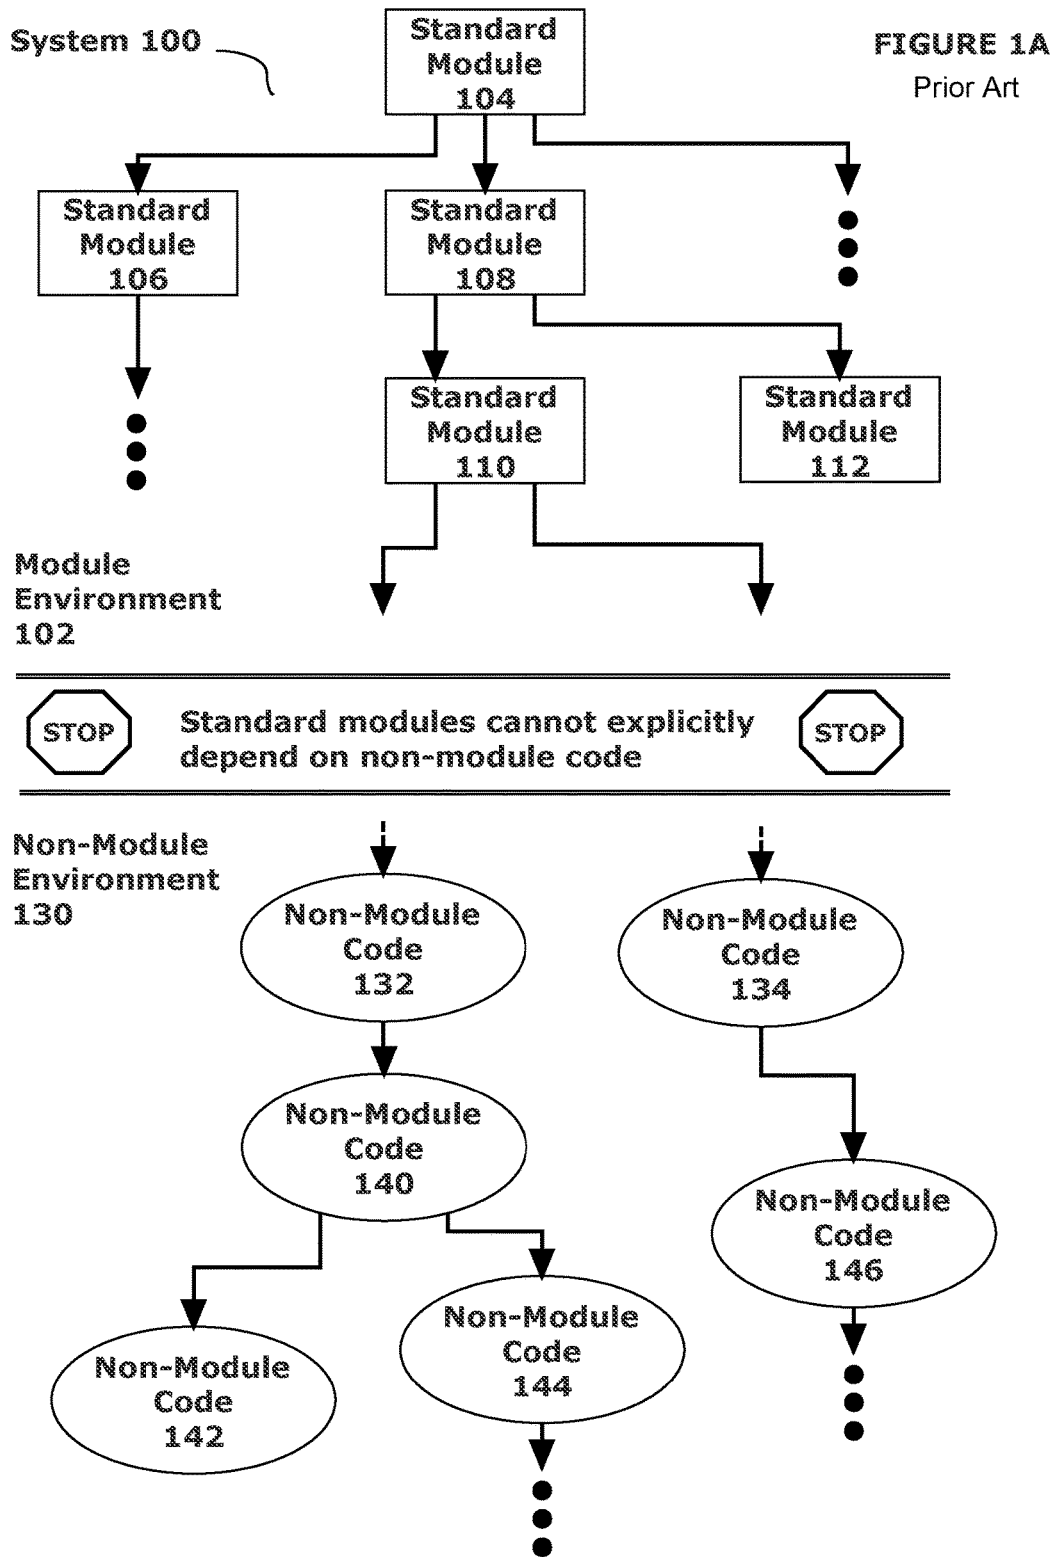 System 100
Standard
Module
104
FIGURE 1A
Prior Art
Standard
Module
106
Standard
Module
108
Standard
Module
110
Standard
Module
112
Module
Environment
102
STOP
Standard modules cannot explicitly
depend on non-module code
STOP
Non-Module
Environment
130
Non-Module
Code
132
Non-Module
Code
134
Non-Module
Code
140
Non-Module
Code
146
Non-Module
Code
142
Non-Module
Code
144